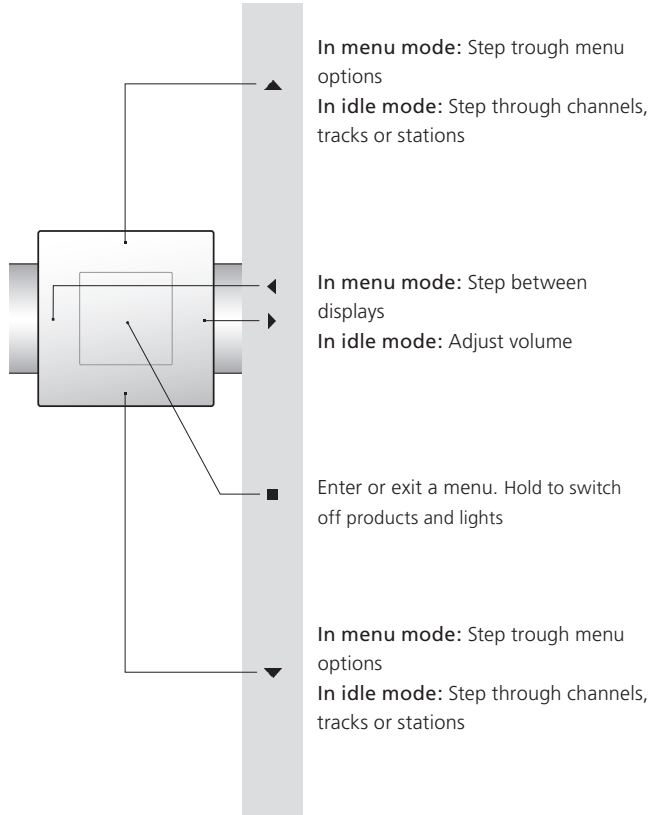 In menu mode: Step trough menu
options
In idle mode: Step through channels,
tracks or stations
In menu mode: Step between
displays
In idle mode: Adjust volume
Enter or exit a menu. Hold to switch
off products and lights
In menu mode: Step trough menu
options
In idle mode: Step through channels,
tracks or stations